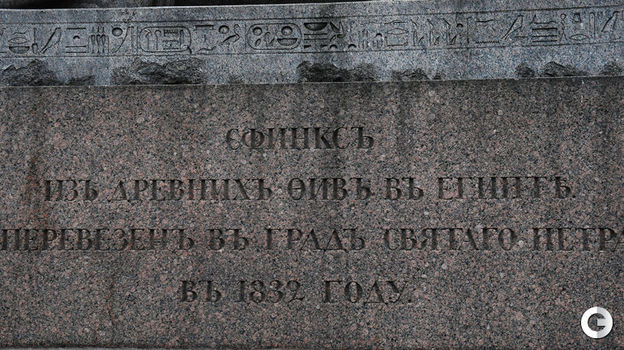 СФИНКСЪ
ИЗЪ ДРЕВНИХЪ ѲИВЪ ВЪ ЕГИПТѢ.
ПЕРЕВЕЗЕНЪ ВЪ ГРАДЪ СВЯТАГО ПЕТРА
ВЪ 1832 ГОДУ.